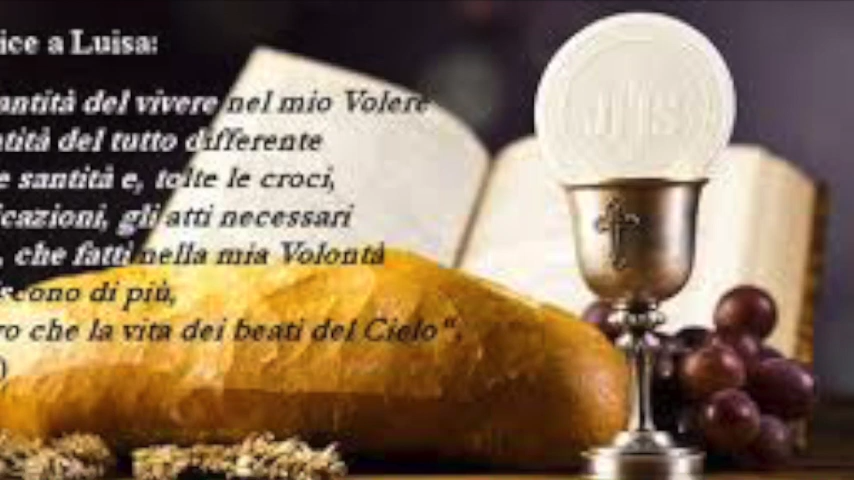 ice a Luisa:
antità del vivere nel mio Volere
ntità del tutto differente
e santità e, tolte le croci,
icazioni, gli atti necessari
, che fatti nella mia Volontà
scono di più,
ro che la vita dei beati del Cielo“.
)